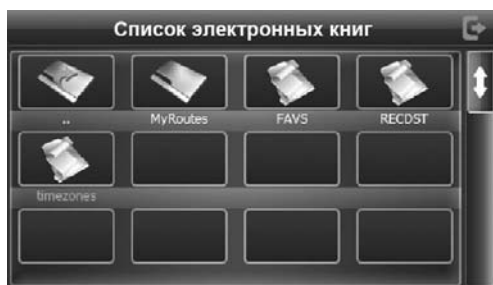 Список электронных книг
.. MyRoutes FAVS RECDST
timezones